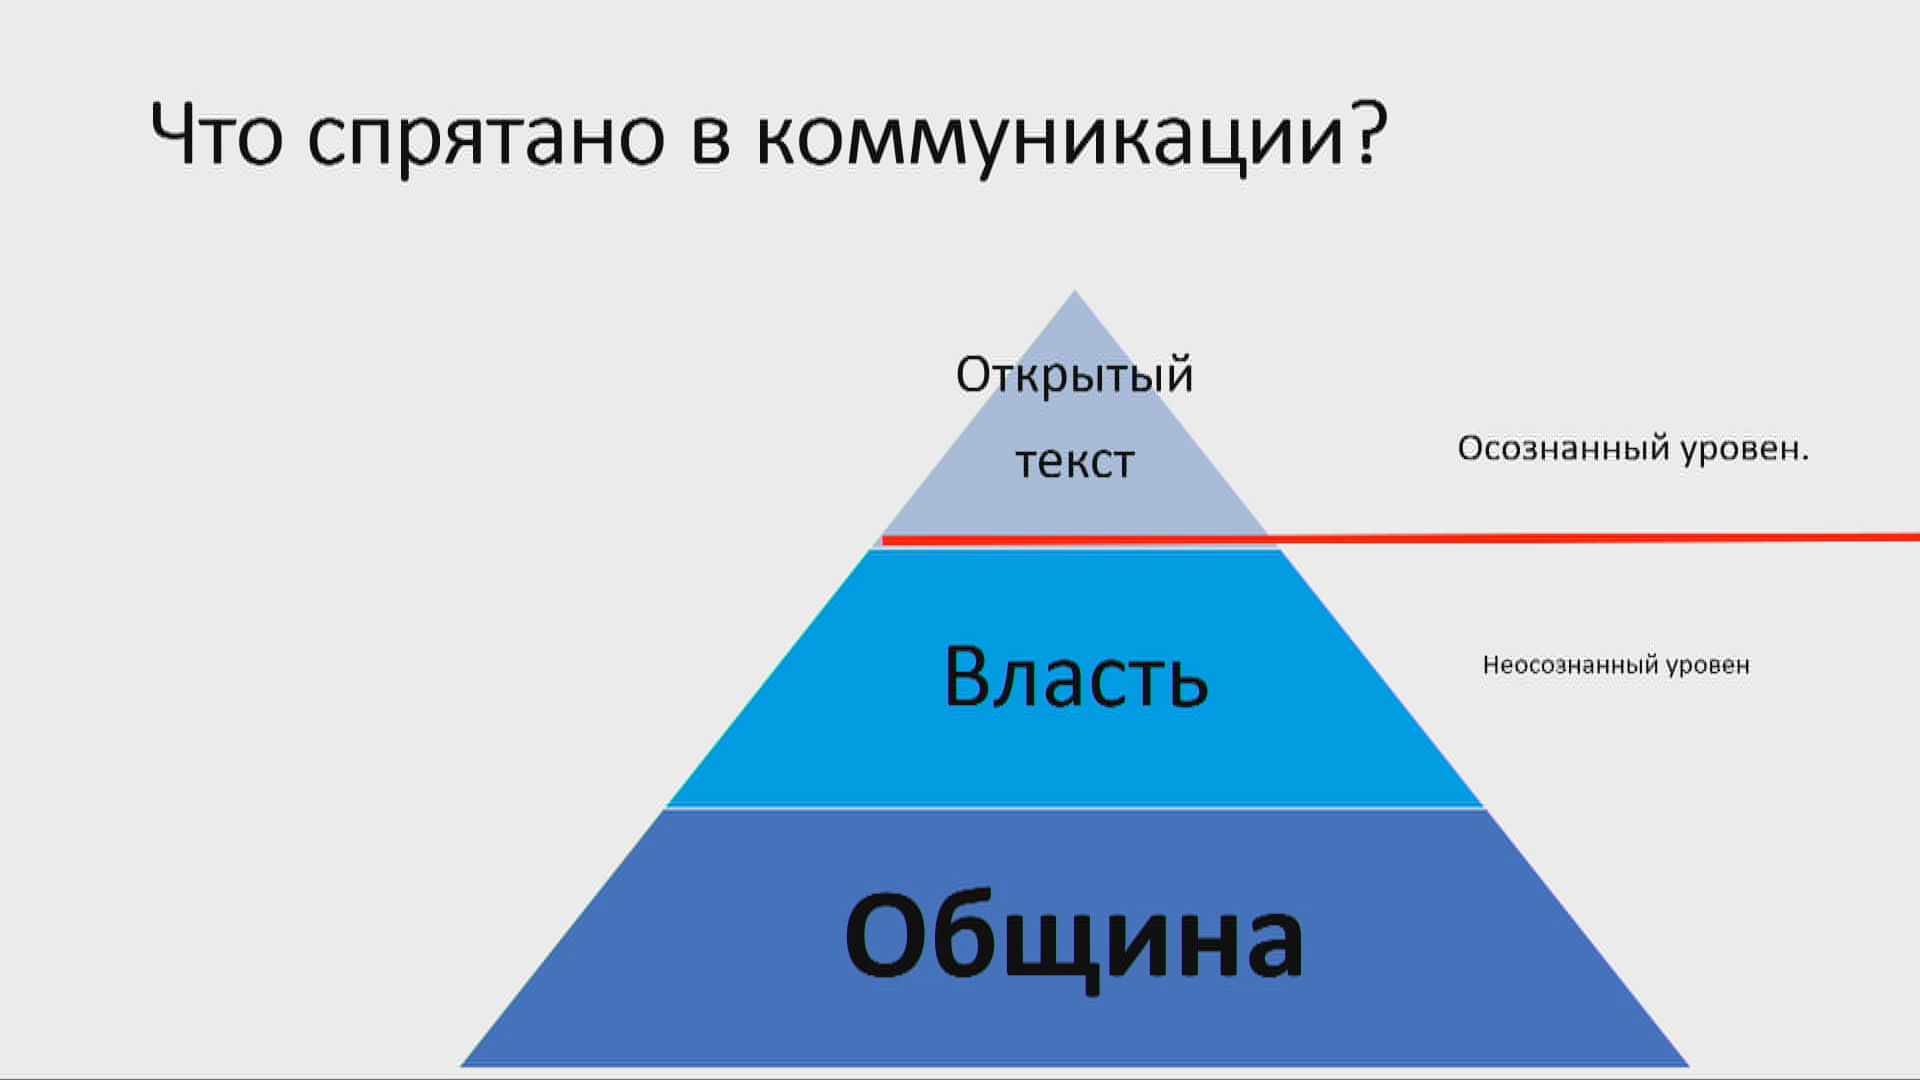 Что спрятано в коммуникации?
Открытый
текст
Осознанный уровен.
Власть
Неосознанный уровен
Община